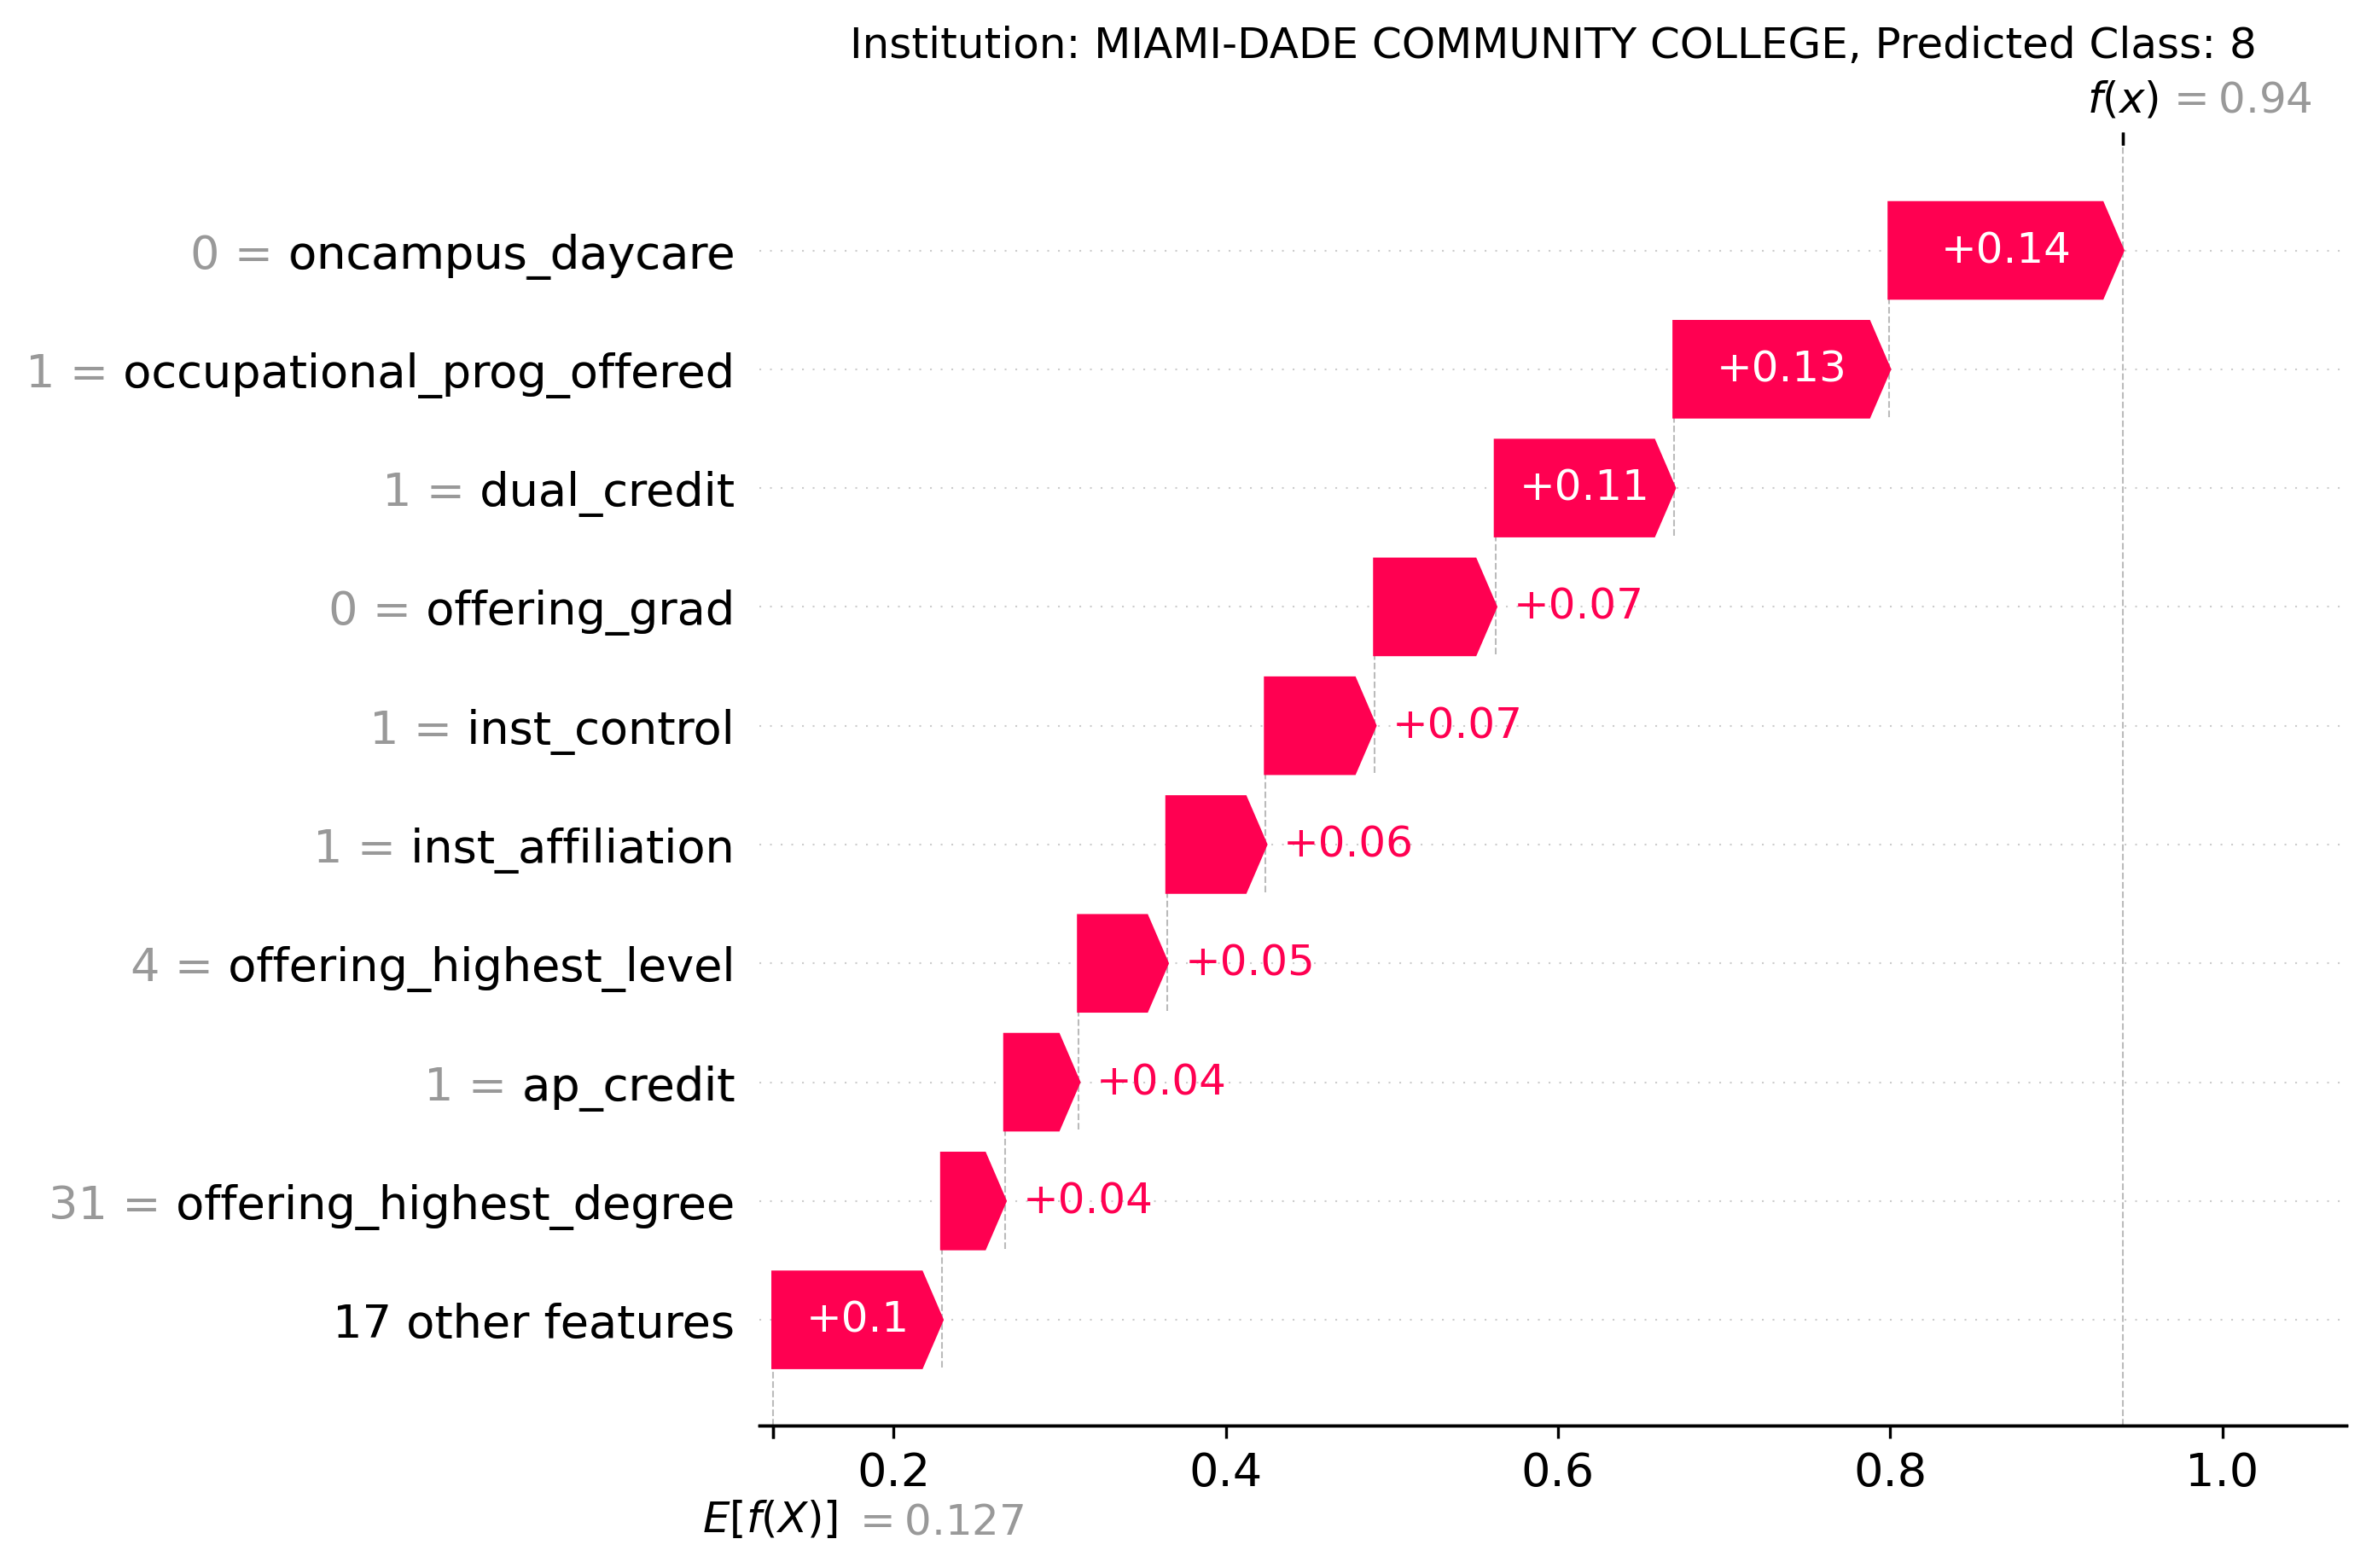 Institution: MIAMI-DADE COMMUNITY COLLEGE, Predicted Class: 8
f(x) = 0.94
0 = oncampus_daycare +0.14
1 = occupational_prog_offered +0.13
1 = dual_credit +0.11
0 = offering_grad +0.07
1 = inst_control +0.07
1 = inst_affiliation +0.06
4 = offering_highest_level +0.05
1 = ap_credit +0.04
31 = offering_highest_degree +0.04
17 other features +0.1
0.2 0.4 0.6 0.8 1.0
E[f(X)] = 0.127